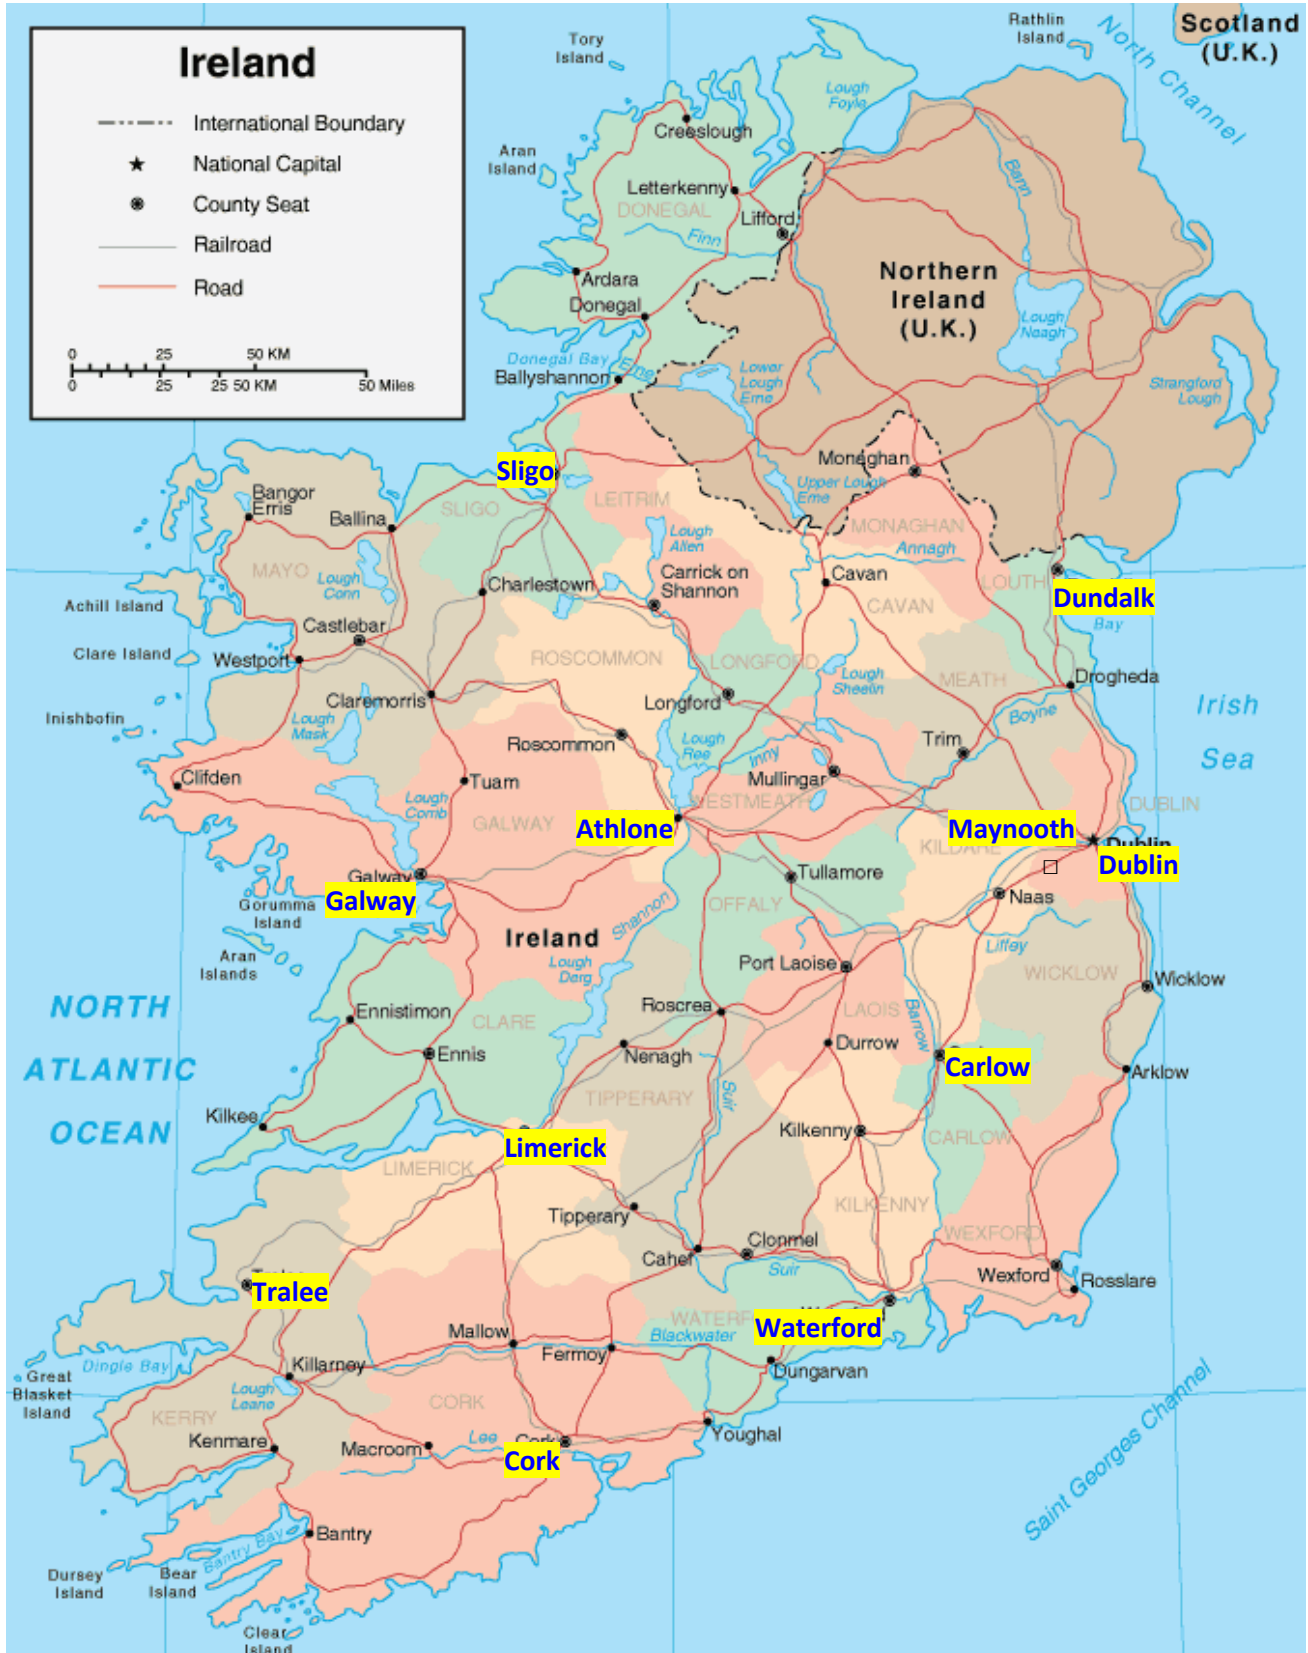 Ireland
International Boundary
National Capital
County Seat
Railroad
Road
0 25 50 KM
0 25 50 KM 50 Miles
Scotland
(U.K.)
Rathlin
Island
North Channel
Tory
Island
Lough
Foyle
Creeslough
Aran
Island
Letterkenny
DONEGAL
Lifford
Finn
Bann
Ardara
Donegal
Northern
Ireland
(U.K.)
Lough
Neagh
Donegal Bay
Erne
Ballyshannon
Lower
Lough
Erne
Strangford
Lough
Sligo
Monaghan
Upper Lough
Erne
LEITRIM
SLIGO
Bangor
Erris
Ballina
MONAGHAN
Annagh
Lough
Allen
MAYO
Lough
Conn
Charlestown
Carrick on
Shannon
Cavan
CAVAN
LOUTH
Dundalk
Bay
Achill Island
Castlebar
Clare Island
Westport
ROSCOMMON
LONGFORD
Lough
Sheelin
MEATH
Drogheda
Claremorris
Longford
Inishbofin
Lough
Mask
Boyne
Irish
Sea
Roscommon
Lough
Ree
Inny
Trim
Clifden
Tuam
Mullingar
Lough
Comb
GALWAY
WESTMEATH
DUBLIN
Athlone
Maynooth
KILDARE
Dublin
Dublin
Galway
Galway
Tullamore
Naas
Gorumma
Island
Shannon
OFFALY
Ireland
Liffey
Aran
Islands
Lough
Derg
Port Laoise
WICKLOW
Wicklow
NORTH
ATLANTIC
OCEAN
Ennistimon
CLARE
Roscrea
LAOIS
Barrow
Ennis
Nenagh
Durrow
Carlow
Arklow
Suir
TIPPERARY
Kilkee
Kilkenny
CARLOW
Limerick
LIMERICK
Tipperary
KILKENNY
WEXFORD
Cahef
Clonmel
Suir
Wexford
Rosslare
Tralee
WATERF
Waterford
Mallow
Blackwater
Fermoy
Dungarvan
Dingle Bay
Killarney
Great
Blasket
Island
Lough
Leane
KERRY
CORK
Kenmare
Macroom
Lee
Cork
Cork
Youghal
Saint Georges Channel
Bantry
Bantry Bay
Dursey
Island
Bear
Island
Clear
Island